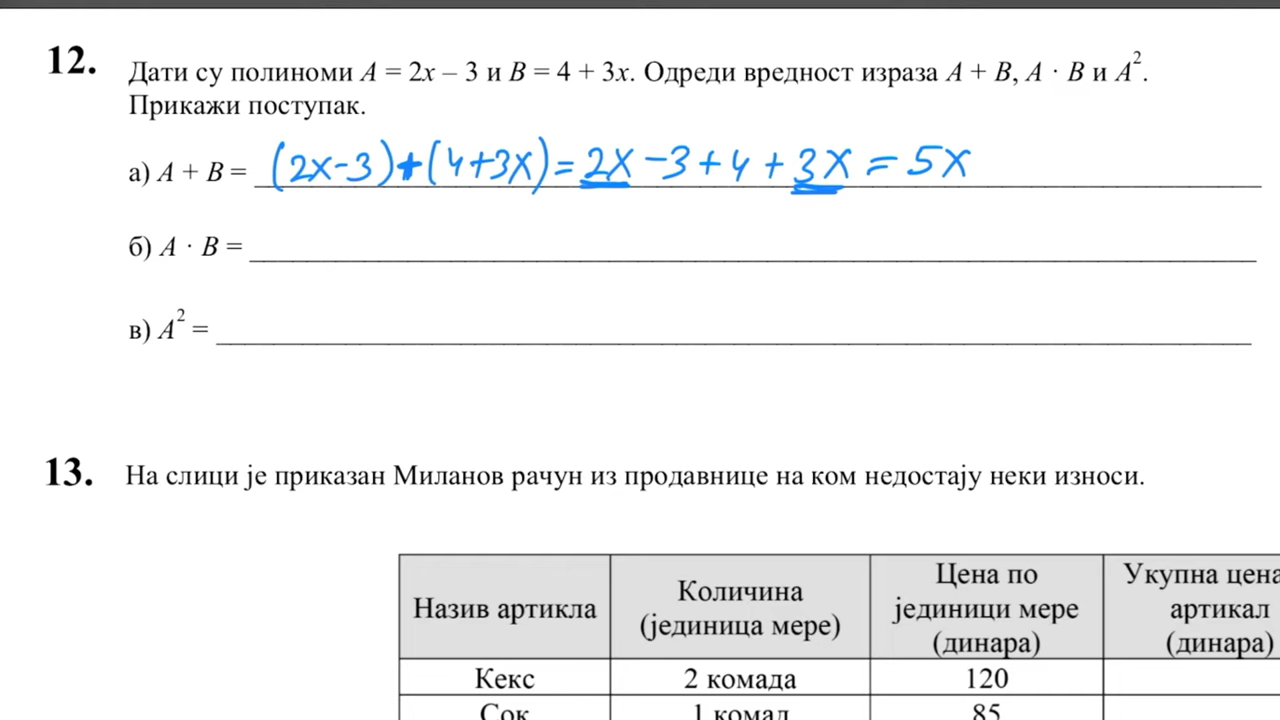 12. Дати су полиноми A = 2x – 3 и B = 4 + 3x. Одреди вредност израза A + B, A · B и A².
Прикажи поступак.
а) A + B = (2x-3)+(4+3x)=2x-3+4+3x=5x
б) A · B =
в) A² =
13. На слици је приказан Миланов рачун из продавнице на ком недостају неки износи.
Назив артикла
Количина
(јединица мере)
Цена по
јединици мере
(динара)
Укупна цена
артикал
(динара)
Кекс 2 комада 120
Сок 1 комад 85